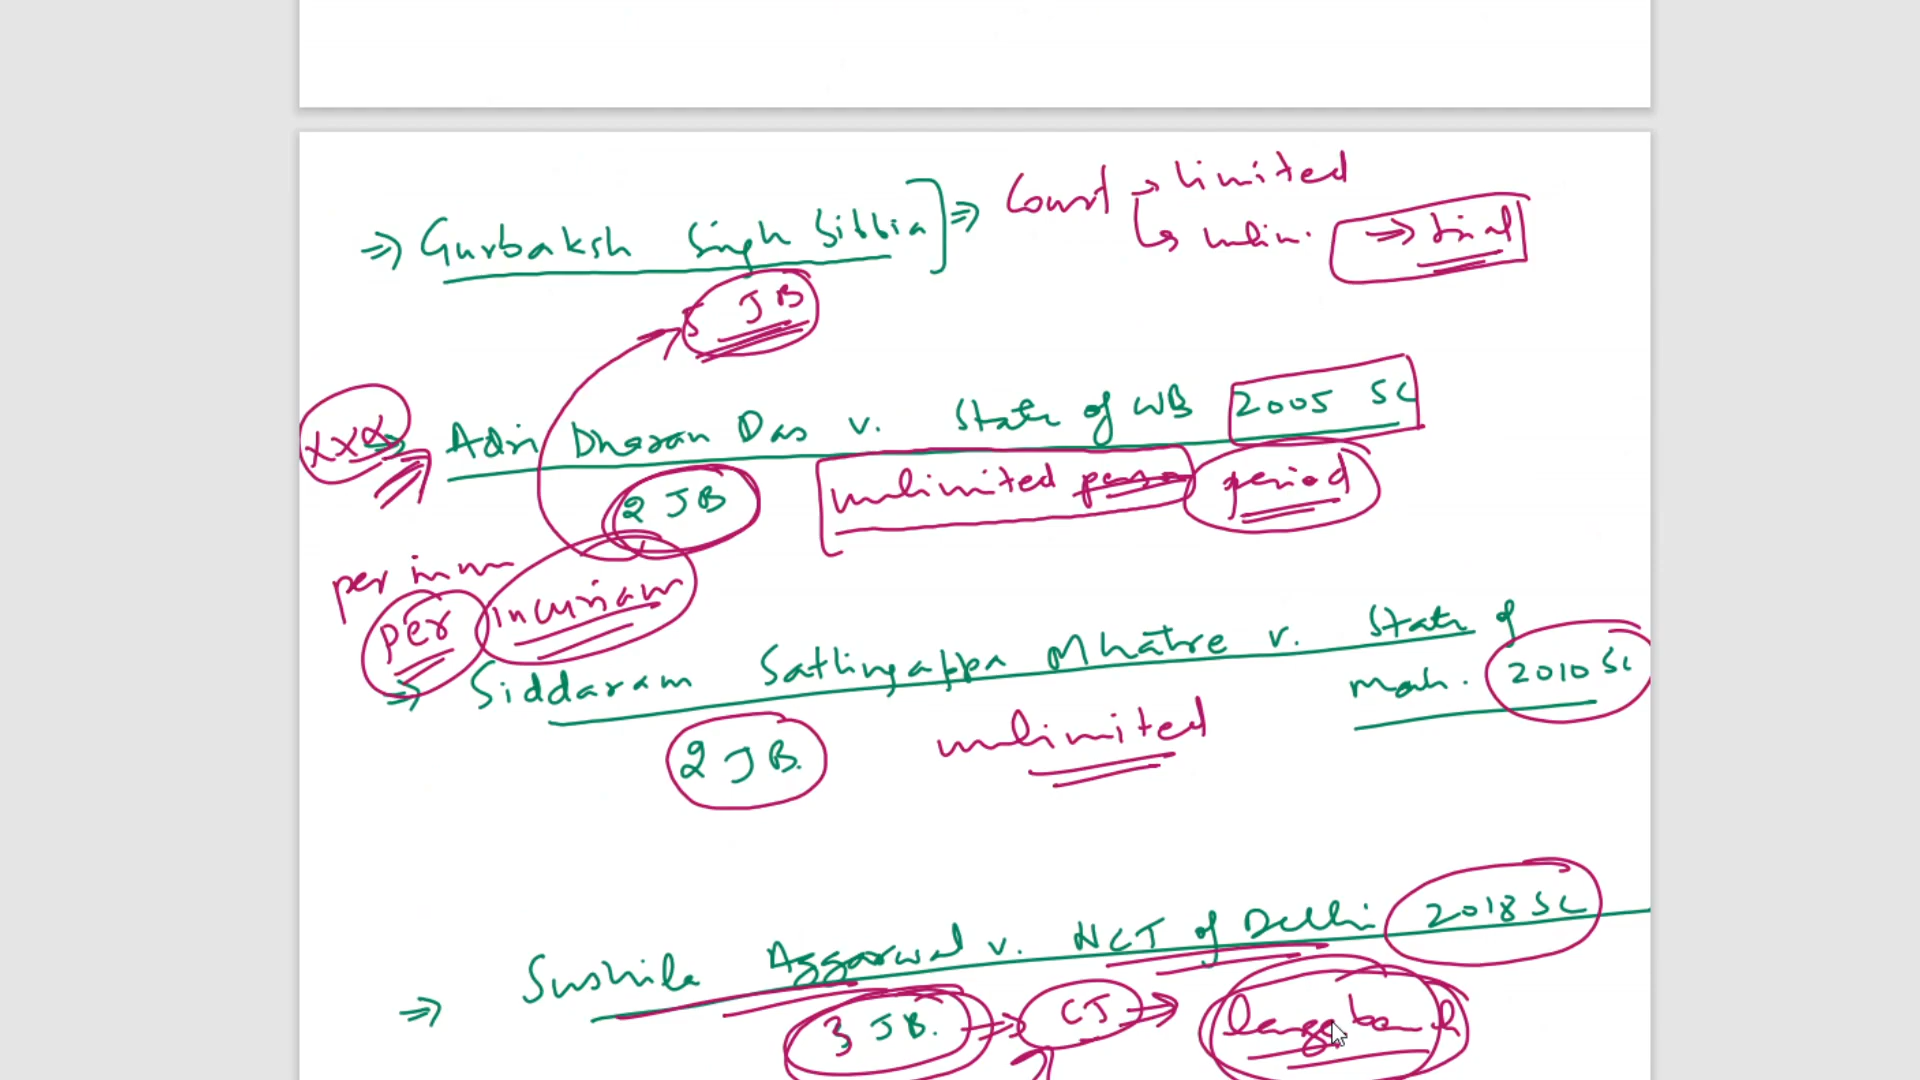 ⇒ Gurbaksh Singh Sibbia] ⇒ Court → limited
↳ unlim. ⇒ trial
5 JB
xxx ⇒ Adri Dharan Das v. State of WB 2005 SC
2 JB unlimited period
per in
per incuriam
⇒ Siddaram Satlingappa Mhatre v. State of
Mah. 2010 SC
2 JB. unlimited
⇒ Sushila Aggarwal v. NCT of Delhi 2018 SC
3 JB. → CJ → large bench